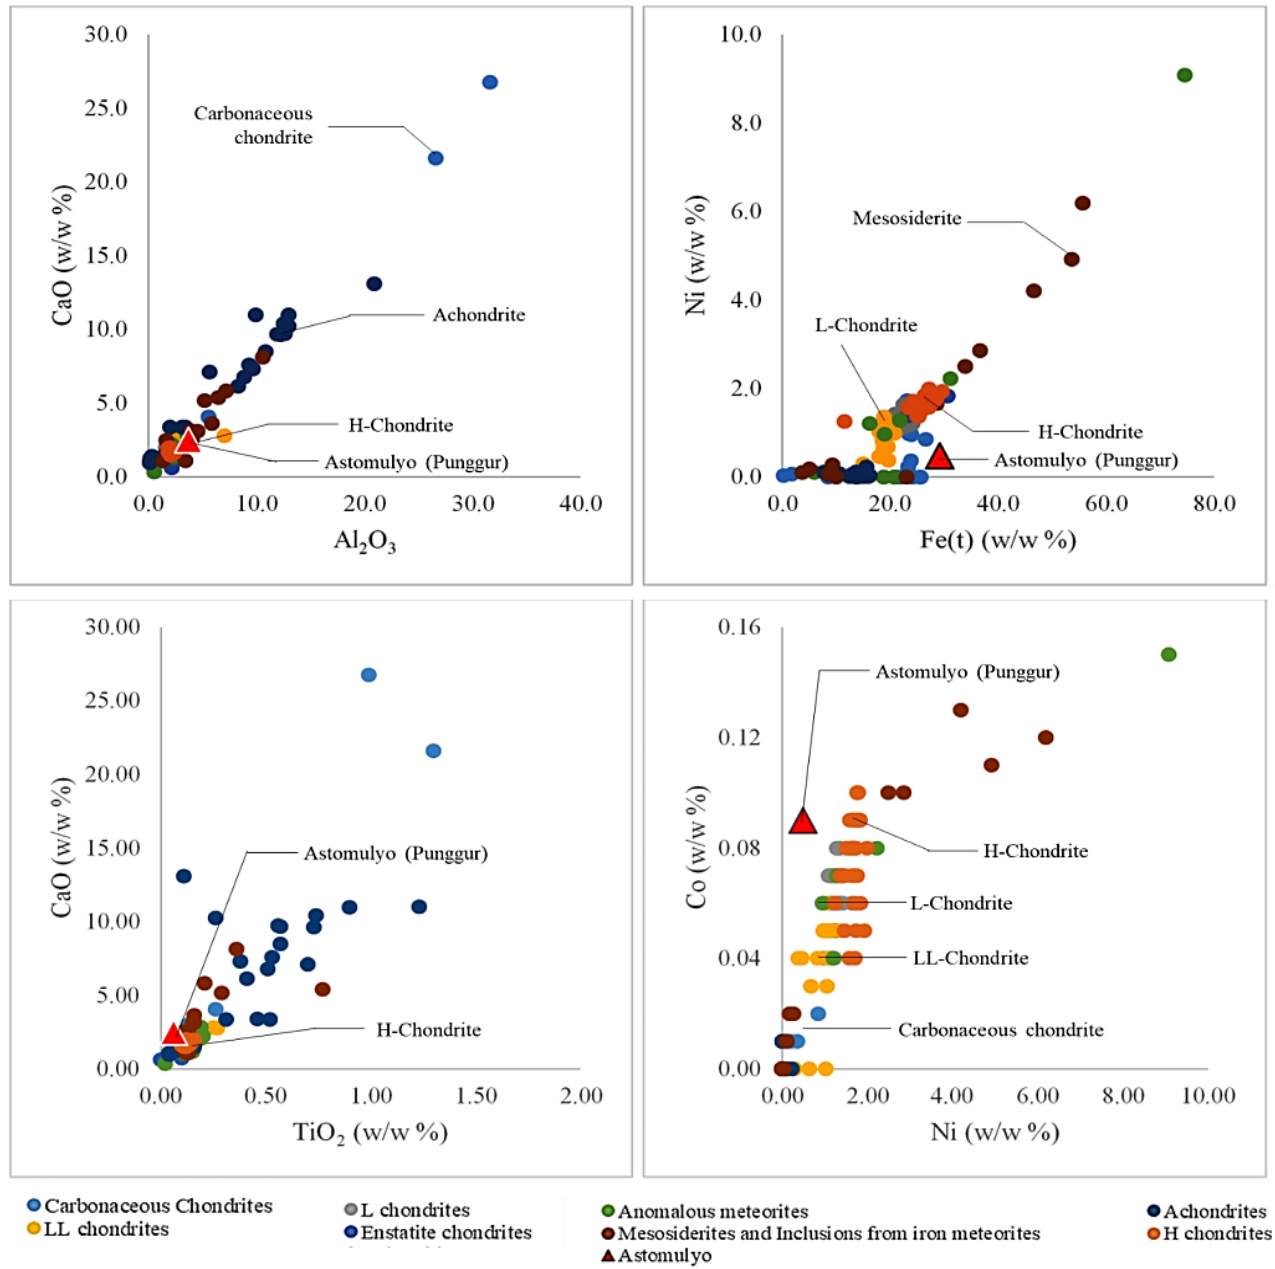 30.0
25.0
20.0
15.0
10.0
5.0
0.0
CaO (w/w %)
Carbonaceous
chondrite
Achondrite
H-Chondrite
Astomulyo (Punggur)
0.0 10.0 20.0 30.0 40.0
Al₂O₃
10.0
8.0
6.0
4.0
2.0
0.0
Ni (w/w %)
Mesosiderite
L-Chondrite
H-Chondrite
Astomulyo (Punggur)
0.0 20.0 40.0 60.0 80.0
Fe(t) (w/w %)
30.00
25.00
20.00
15.00
10.00
5.00
0.00
CaO (w/w %)
Astomulyo (Punggur)
H-Chondrite
0.00 0.50 1.00 1.50 2.00
TiO₂ (w/w %)
0.16
0.12
0.08
0.04
0.00
Co (w/w %)
Astomulyo (Punggur)
H-Chondrite
L-Chondrite
LL-Chondrite
Carbonaceous chondrite
0.00 2.00 4.00 6.00 8.00 10.00
Ni (w/w %)
Carbonaceous Chondrites
LL chondrites
L chondrites
Enstatite chondrites
Anomalous meteorites
Mesosiderites and Inclusions from iron meteorites
Astomulyo
Achondrites
H chondrites